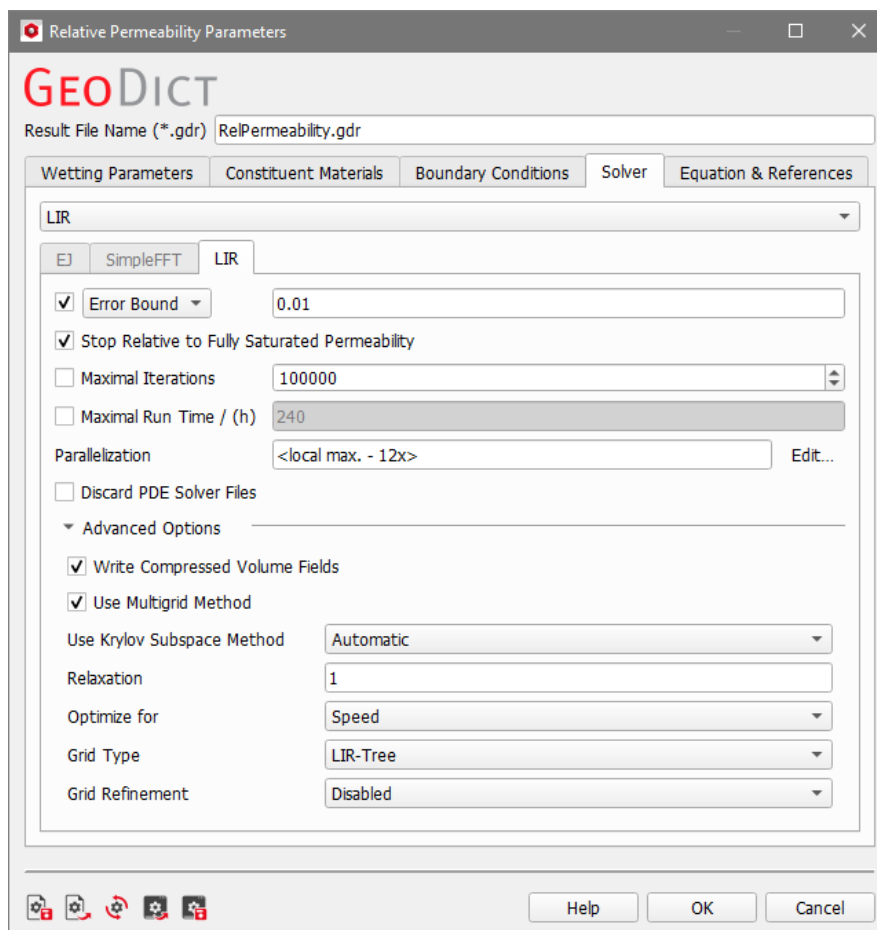 Relative Permeability Parameters
GEODICT
Result File Name (*.gdr) RelPermeability.gdr
Wetting Parameters Constituent Materials Boundary Conditions Solver Equation & References
LIR
EJ SimpleFFT LIR
Error Bound 0.01
Stop Relative to Fully Saturated Permeability
Maximal Iterations 100000
Maximal Run Time / (h) 240
Parallelization <local max. - 12x> Edit...
Discard PDE Solver Files
Advanced Options
Write Compressed Volume Fields
Use Multigrid Method
Use Krylov Subspace Method Automatic
Relaxation 1
Optimize for Speed
Grid Type LIR-Tree
Grid Refinement Disabled
Help OK Cancel